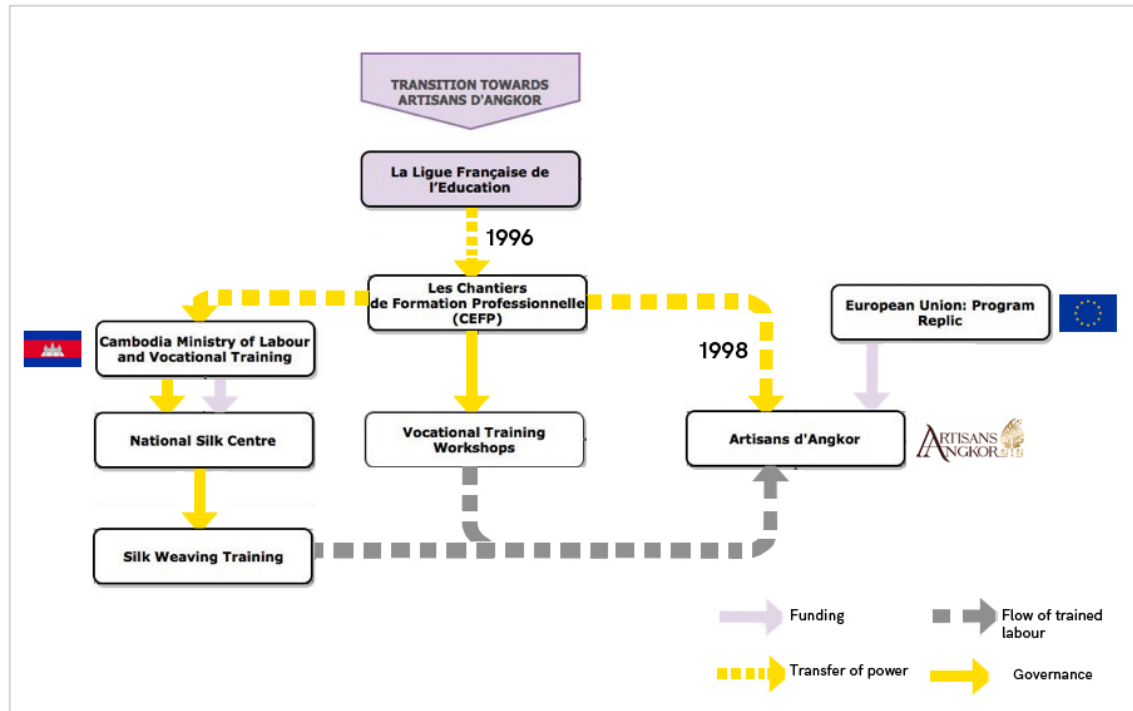 TRANSITION TOWARDS
ARTISANS D'ANGKOR
La Ligue Française de
l'Education
1996
Les Chantiers
de Formation Professionnelle
(CEFP)
European Union: Program
Replic
Cambodia Ministry of Labour
and Vocational Training
1998
National Silk Centre
Vocational Training
Workshops
Artisans d'Angkor
ARTISANS
ANGKOR
Silk Weaving Training
Funding
Flow of trained
labour
Transfer of power
Governance